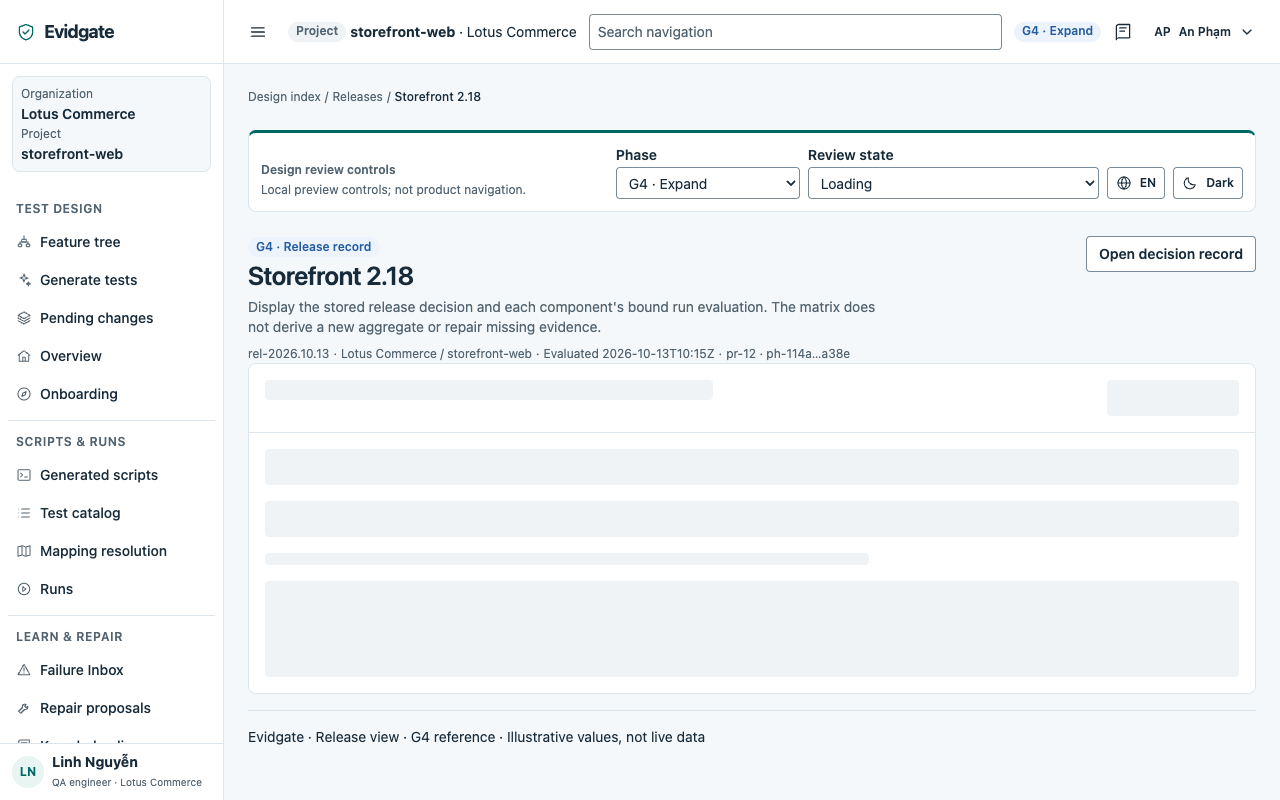 Evidgate
Project storefront-web · Lotus Commerce
Search navigation
G4 · Expand
AP An Phạm
Organization
Lotus Commerce
Project
storefront-web
TEST DESIGN
Feature tree
Generate tests
Pending changes
Overview
Onboarding
SCRIPTS & RUNS
Generated scripts
Test catalog
Mapping resolution
Runs
LEARN & REPAIR
Failure Inbox
Repair proposals
LN
Linh Nguyễn
QA engineer · Lotus Commerce
Design index / Releases / Storefront 2.18
Design review controls
Local preview controls; not product navigation.
Phase
G4 · Expand
Review state
Loading
EN
Dark
G4 · Release record
Storefront 2.18
Open decision record
Display the stored release decision and each component's bound run evaluation. The matrix does
not derive a new aggregate or repair missing evidence.
rel-2026.10.13 · Lotus Commerce / storefront-web · Evaluated 2026-10-13T10:15Z · pr-12 · ph-114a…a38e
Evidgate · Release view · G4 reference · Illustrative values, not live data